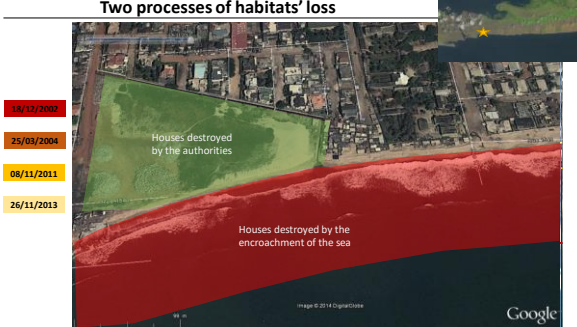 Two processes of habitats' loss
18/12/2002
25/03/2004
08/11/2011
26/11/2013
Houses destroyed
by the authorities
Houses destroyed by the
encroachment of the sea
Image © 2014 DigitalGlobe
Google